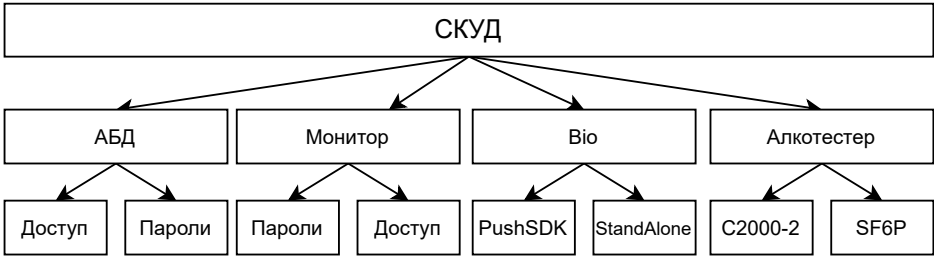 СКУД
АБД
Монитор
Bio
Алкотестер
Доступ
Пароли
Пароли
Доступ
PushSDK
StandAlone
С2000-2
SF6P